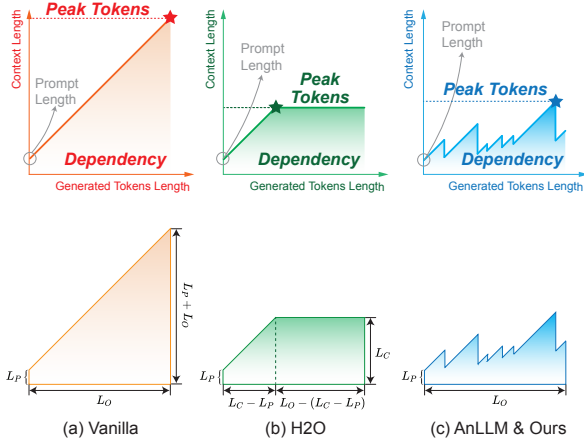 Peak Tokens
Context Length
Prompt
Length
Dependency
Generated Tokens Length
Peak
Tokens
Context Length
Prompt
Length
Dependency
Generated Tokens Length
Peak Tokens
Context Length
Prompt
Length
Dependency
Generated Tokens Length
L_P
L_P + L_O
L_O
L_P
L_C
L_C − L_P
L_O − (L_C − L_P)
L_P
L_O
(a) Vanilla
(b) H2O
(c) AnLLM & Ours